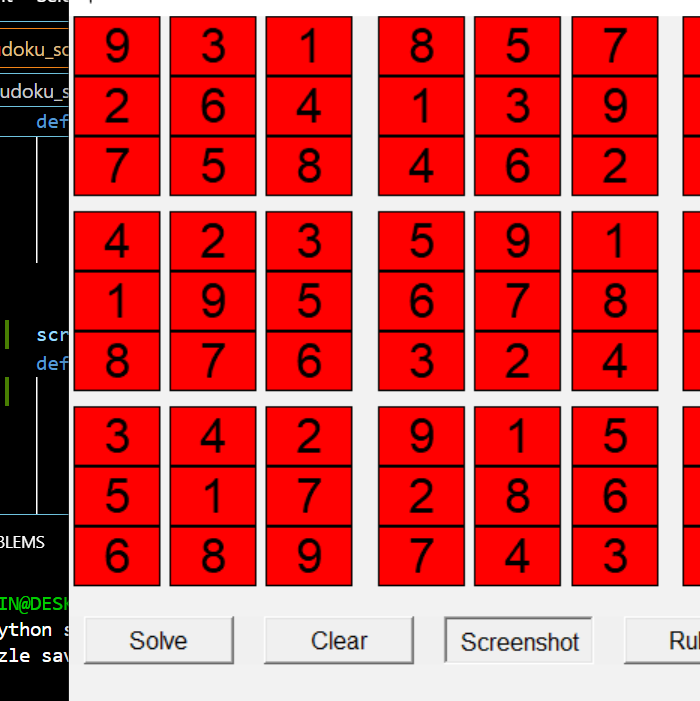 9 3 1 8 5 7
udoku_sc
2 6 4 1 3 9
udoku_s
def
7 5 8 4 6 2
4 2 3 5 9 1
1 9 5 6 7 8
scr
8 7 6 3 2 4
def
3 4 2 9 1 5
5 1 7 2 8 6
BLEMS
6 8 9 7 4 3
IN@DESK
ython s
Solve Clear Screenshot Rul
zle sav